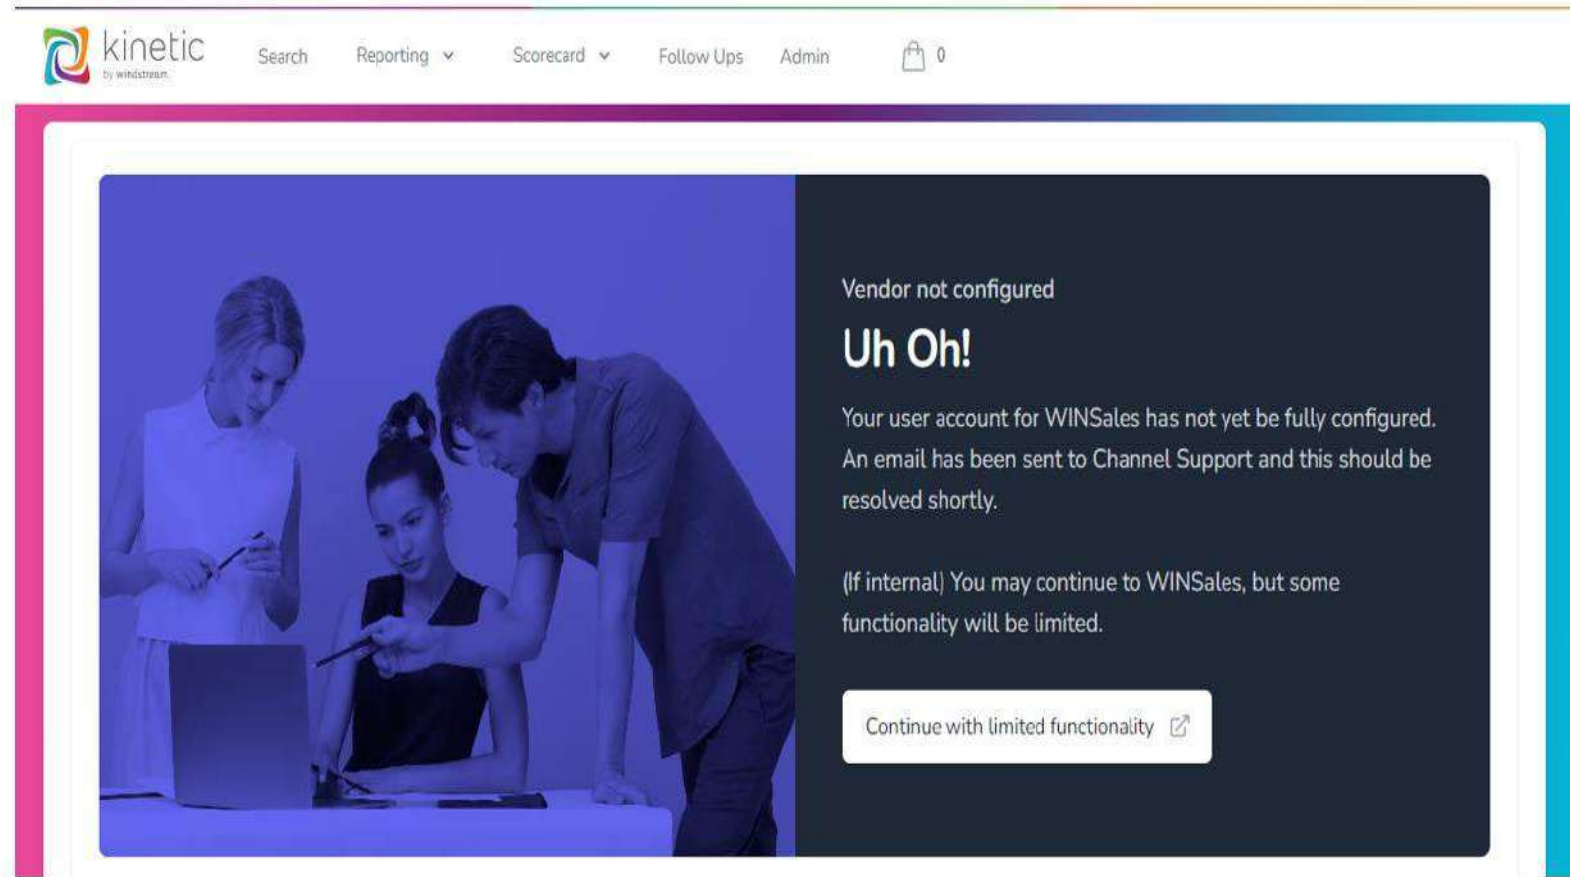 kinetic
by windstream.
Search
Reporting
Scorecard
Follow Ups
Admin
0
Vendor not configured
Uh Oh!
Your user account for WINSales has not yet be fully configured.
An email has been sent to Channel Support and this should be
resolved shortly.
(If internal) You may continue to WINSales, but some
functionality will be limited.
Continue with limited functionality